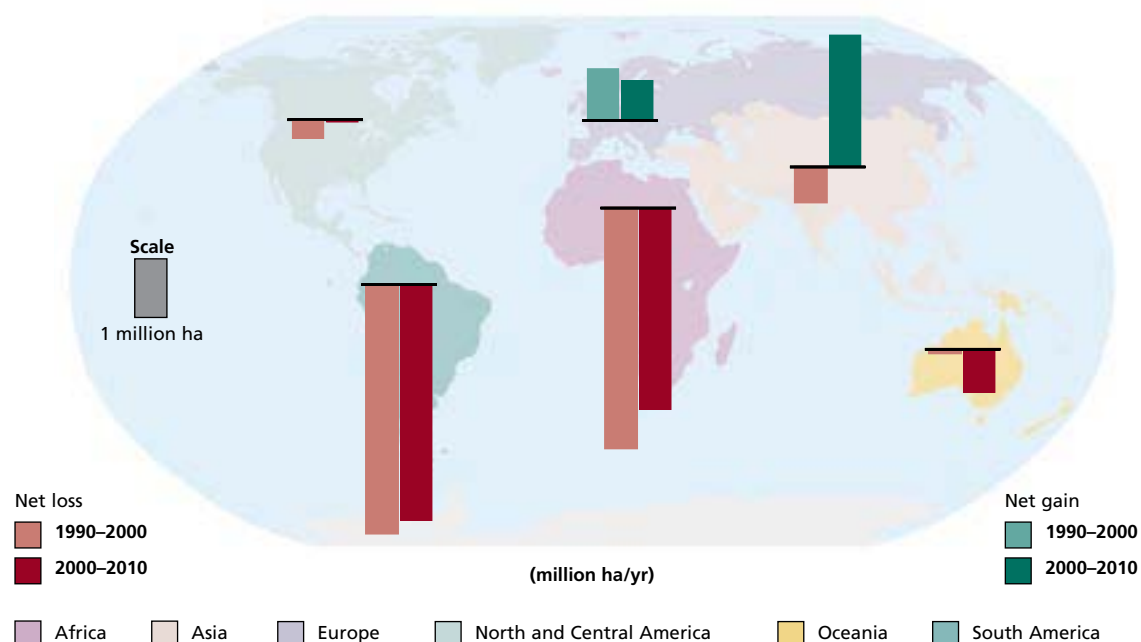 Scale
1 million ha
Net loss
1990–2000
2000–2010
(million ha/yr)
Net gain
1990–2000
2000–2010
Africa
Asia
Europe
North and Central America
Oceania
South America